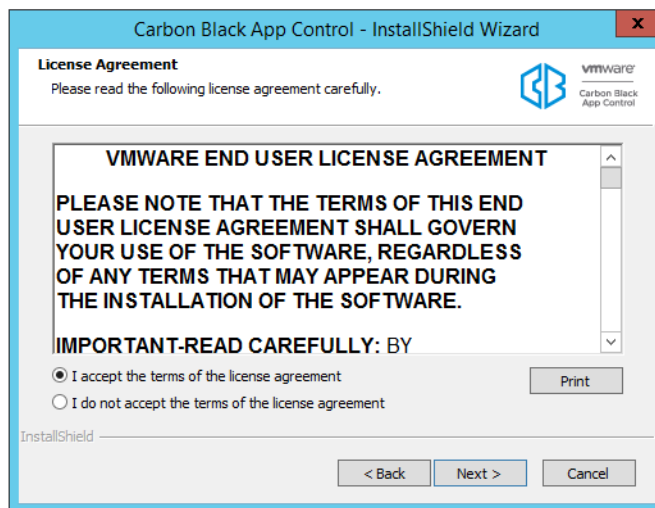 Carbon Black App Control - InstallShield Wizard
x
License Agreement
Please read the following license agreement carefully.
vmware
Carbon Black
App Control
VMWARE END USER LICENSE AGREEMENT
PLEASE NOTE THAT THE TERMS OF THIS END
USER LICENSE AGREEMENT SHALL GOVERN
YOUR USE OF THE SOFTWARE, REGARDLESS
OF ANY TERMS THAT MAY APPEAR DURING
THE INSTALLATION OF THE SOFTWARE.
IMPORTANT-READ CAREFULLY: BY
I accept the terms of the license agreement
Print
I do not accept the terms of the license agreement
InstallShield
< Back
Next >
Cancel